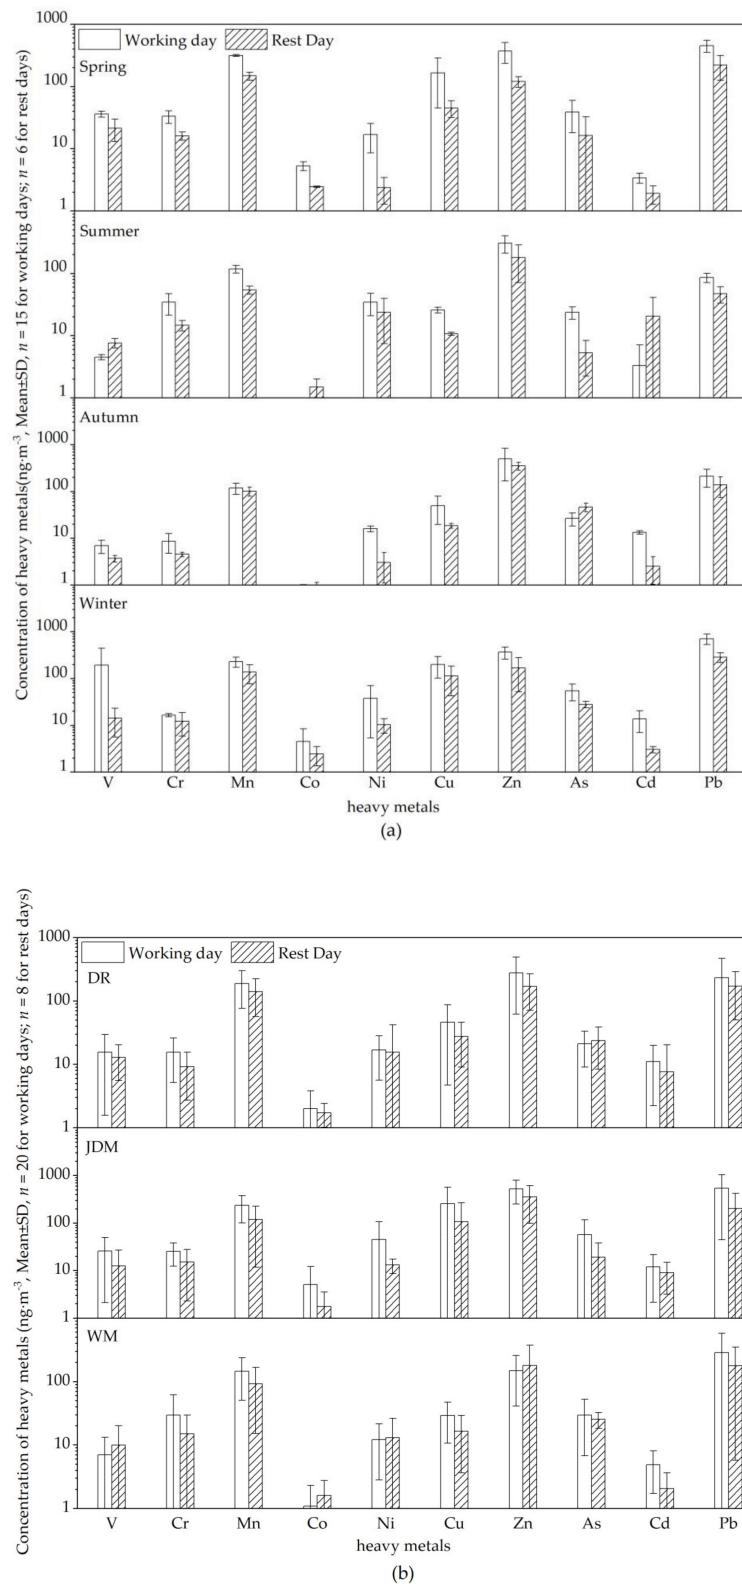 Concentration of heavy metals(ng·m⁻³, Mean±SD, n = 15 for working days; n = 6 for rest days)
Working day Rest Day
Spring
1000
100
10
1
Summer
100
10
1
Autumn
1000
100
10
1
Winter
1000
100
10
1
V Cr Mn Co Ni Cu Zn As Cd Pb
heavy metals
(a)
Concentration of heavy metals (ng·m⁻³, Mean±SD, n = 20 for working days; n = 8 for rest days)
Working day Rest Day
DR
1000
100
10
1
JDM
1000
100
10
1
WM
100
10
1
V Cr Mn Co Ni Cu Zn As Cd Pb
heavy metals
(b)